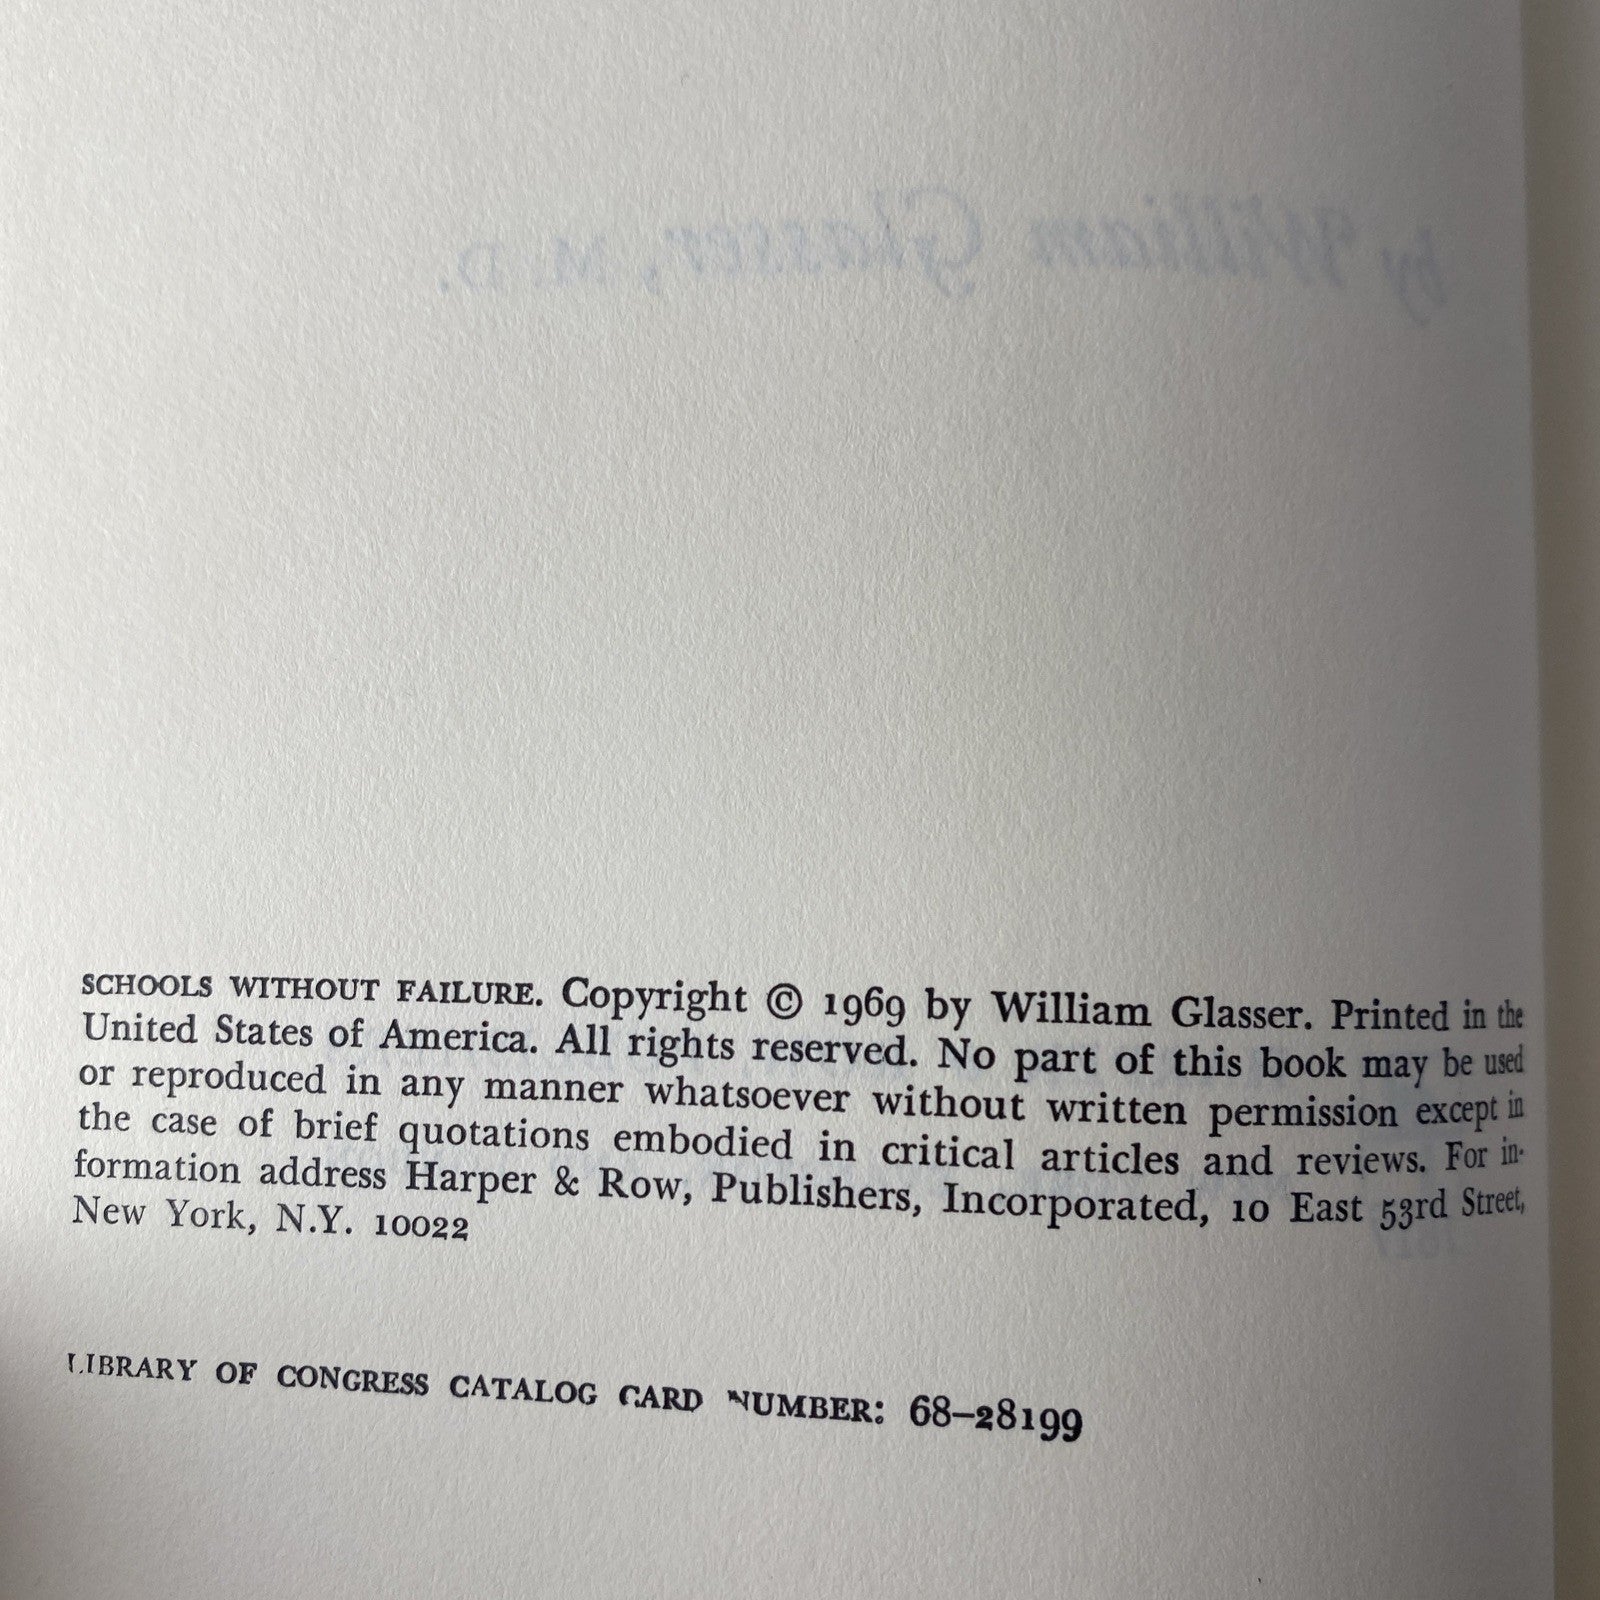 by William Glasser, M. D.
SCHOOLS WITHOUT FAILURE. Copyright © 1969 by William Glasser. Printed in the
United States of America. All rights reserved. No part of this book may be used
or reproduced in any manner whatsoever without written permission except in
the case of brief quotations embodied in critical articles and reviews. For in-
formation address Harper & Row, Publishers, Incorporated, 10 East 53rd Street,
New York, N.Y. 10022
LIBRARY OF CONGRESS CATALOG CARD NUMBER: 68–28199